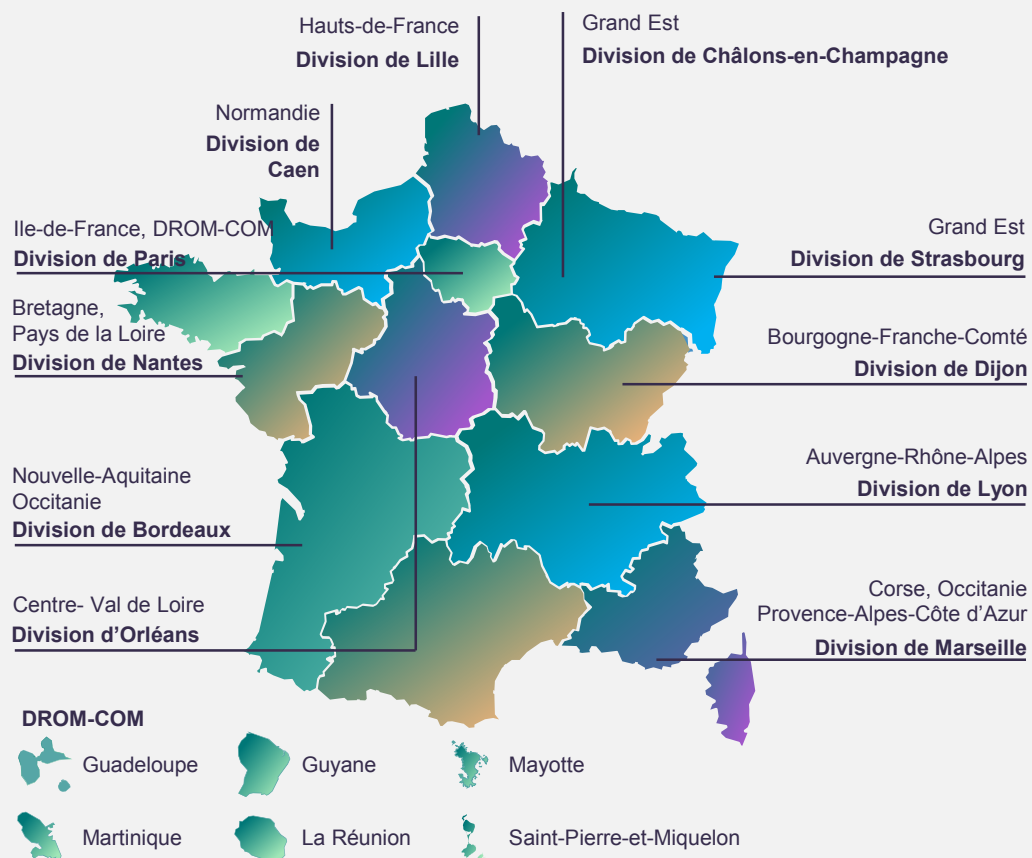 Hauts-de-France
Division de Lille
Grand Est
Division de Châlons-en-Champagne
Normandie
Division de
Caen
Ile-de-France, DROM-COM
Division de Paris
Grand Est
Division de Strasbourg
Bretagne,
Pays de la Loire
Division de Nantes
Bourgogne-Franche-Comté
Division de Dijon
Nouvelle-Aquitaine
Occitanie
Division de Bordeaux
Auvergne-Rhône-Alpes
Division de Lyon
Centre- Val de Loire
Division d’Orléans
Corse, Occitanie
Provence-Alpes-Côte d’Azur
Division de Marseille
DROM-COM
Guadeloupe
Guyane
Mayotte
Martinique
La Réunion
Saint-Pierre-et-Miquelon